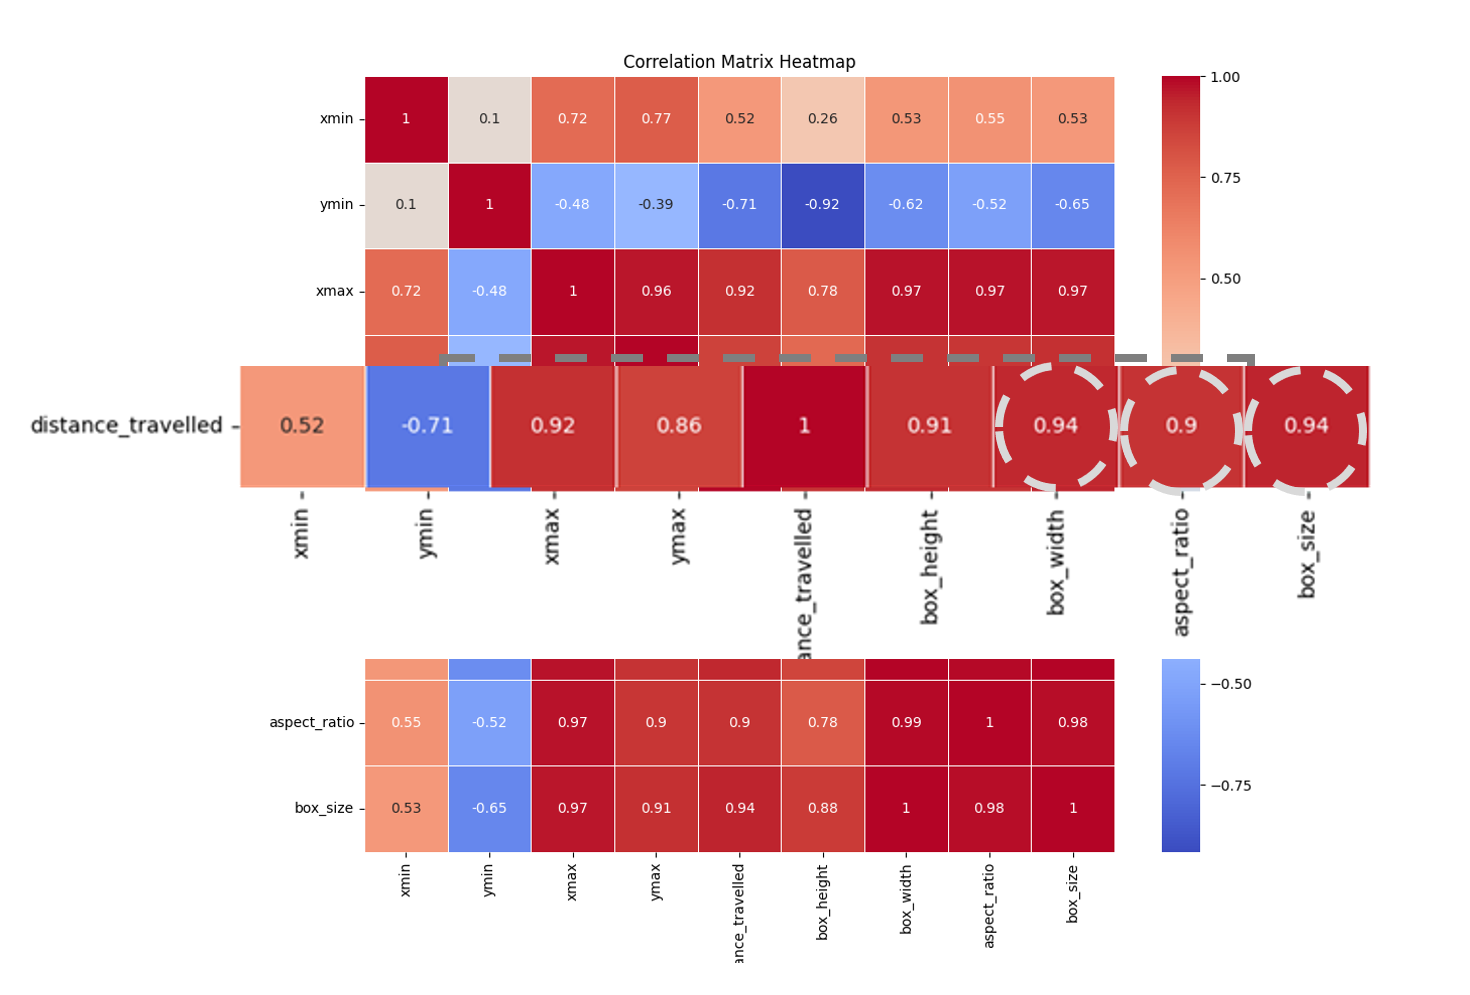 Correlation Matrix Heatmap
1.00
xmin 1 0.1 0.72 0.77 0.52 0.26 0.53 0.55 0.53
0.75
ymin 0.1 1 -0.48 -0.39 -0.71 -0.92 -0.62 -0.52 -0.65
0.50
xmax 0.72 -0.48 1 0.96 0.92 0.78 0.97 0.97 0.97
distance_travelled 0.52 -0.71 0.92 0.86 1 0.91 0.94 0.9 0.94
xmin ymin xmax ymax ance_travelled box_height box_width aspect_ratio box_size
−0.50
aspect_ratio 0.55 -0.52 0.97 0.9 0.9 0.78 0.99 1 0.98
−0.75
box_size 0.53 -0.65 0.97 0.91 0.94 0.88 1 0.98 1
xmin ymin xmax ymax ance_travelled box_height box_width aspect_ratio box_size